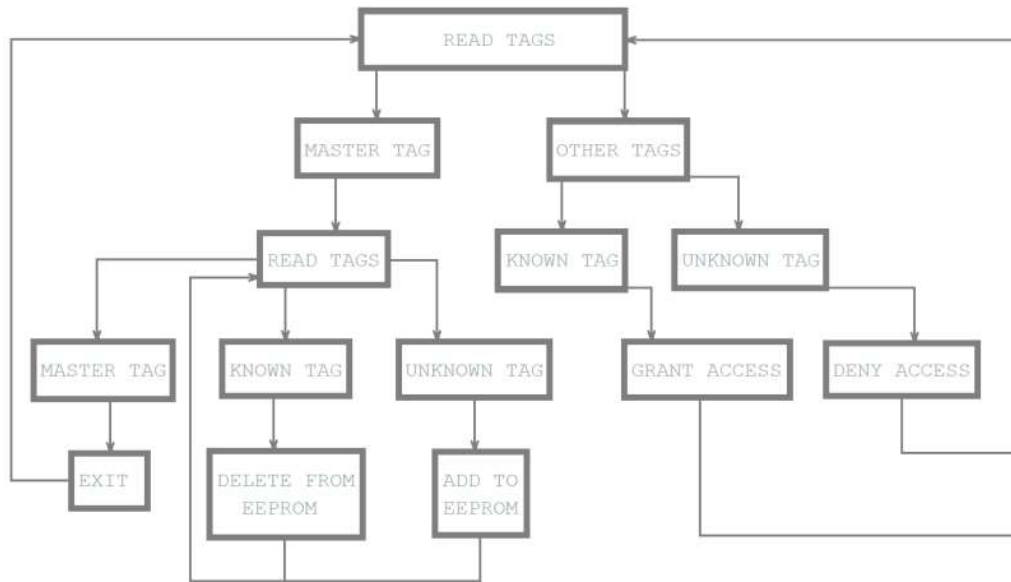 READ TAGS
MASTER TAG
OTHER TAGS
READ TAGS
KNOWN TAG
UNKNOWN TAG
MASTER TAG
KNOWN TAG
UNKNOWN TAG
GRANT ACCESS
DENY ACCESS
EXIT
DELETE FROM
EEPROM
ADD TO
EEPROM